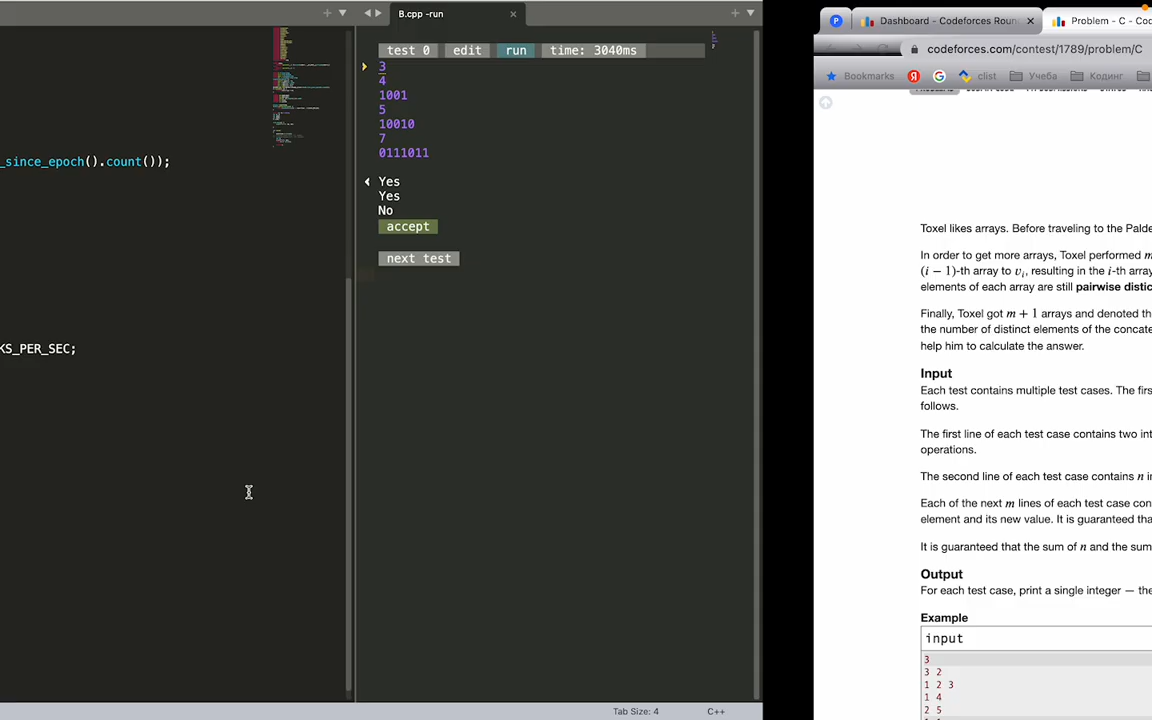 B.cpp -run
test 0 edit run time: 3040ms
3
4
1001
5
10010
7
0111011
Yes
Yes
No
accept
next test
_since_epoch().count());
KS_PER_SEC;
Tab Size: 4 C++
Dashboard - Codeforces Roun
Problem - C - Cod
codeforces.com/contest/1789/problem/C
Bookmarks
clist
Учеба
Кодинг
Toxel likes arrays. Before traveling to the Palde
In order to get more arrays, Toxel performed m
(i − 1)-th array to vᵢ, resulting in the i-th array
elements of each array are still pairwise distic
Finally, Toxel got m + 1 arrays and denoted th
the number of distinct elements of the concate
help him to calculate the answer.
Input
Each test contains multiple test cases. The firs
follows.
The first line of each test case contains two int
operations.
The second line of each test case contains n in
Each of the next m lines of each test case con
element and its new value. It is guaranteed tha
It is guaranteed that the sum of n and the sum
Output
For each test case, print a single integer — the
Example
input
3
3 2
1 2 3
1 4
2 5